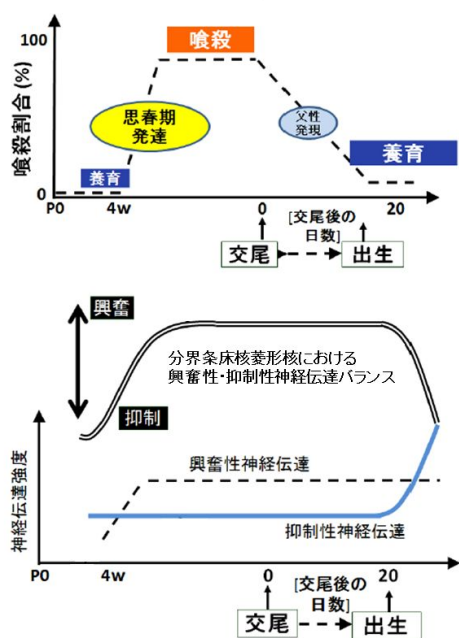 100
喰殺
喰殺割合 (%)
思春期
発達
父性
発現
養育
養育
0
P0
4w
0
[交尾後の
日数]
20
交尾
出生
興奮
分界条床核菱形核における
興奮性・抑制性神経伝達バランス
抑制
神経伝達強度
興奮性神経伝達
抑制性神経伝達
P0
4w
0
[交尾後の
日数]
20
交尾
出生